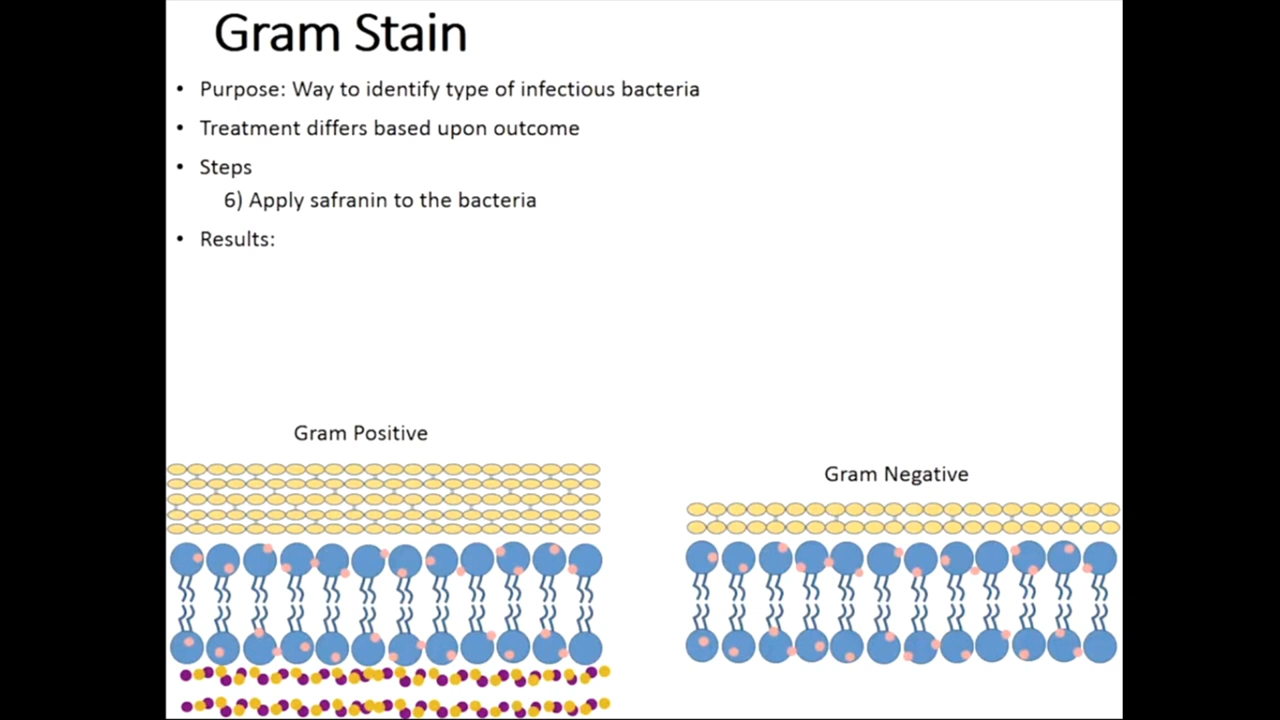 Gram Stain
• Purpose: Way to identify type of infectious bacteria
• Treatment differs based upon outcome
• Steps
6) Apply safranin to the bacteria
• Results:
Gram Positive
Gram Negative